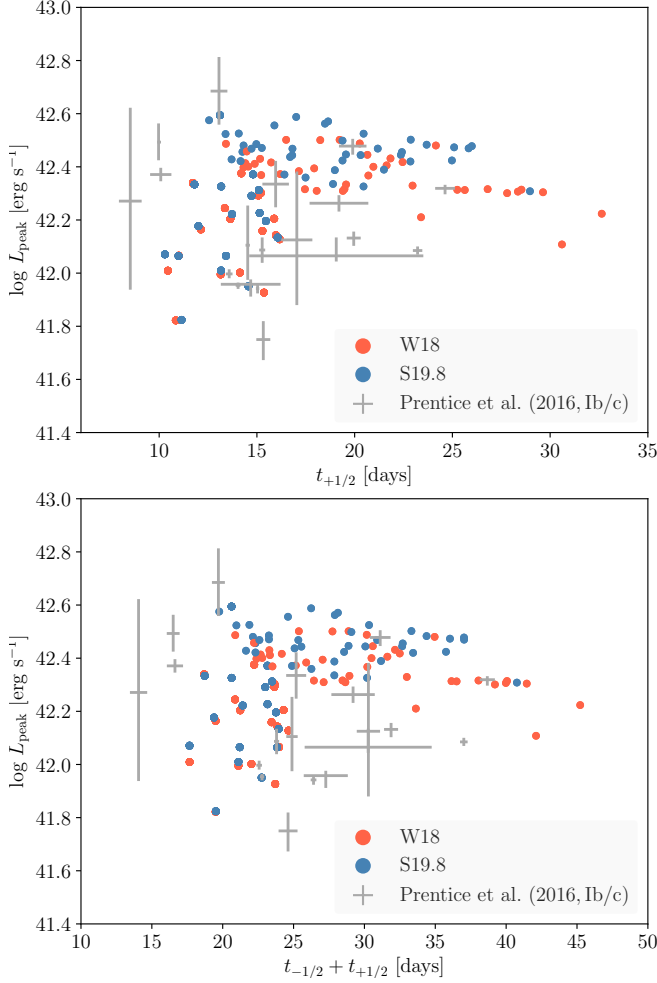 43.0
42.8
42.6
42.4
42.2
42.0
41.8
41.6
41.4
log L_peak [erg s⁻¹]
10 15 20 25 30 35
t_{+1/2} [days]
W18
S19.8
Prentice et al. (2016, Ib/c)
43.0
42.8
42.6
42.4
42.2
42.0
41.8
41.6
41.4
log L_peak [erg s⁻¹]
10 15 20 25 30 35 40 45 50
t_{−1/2} + t_{+1/2} [days]
W18
S19.8
Prentice et al. (2016, Ib/c)